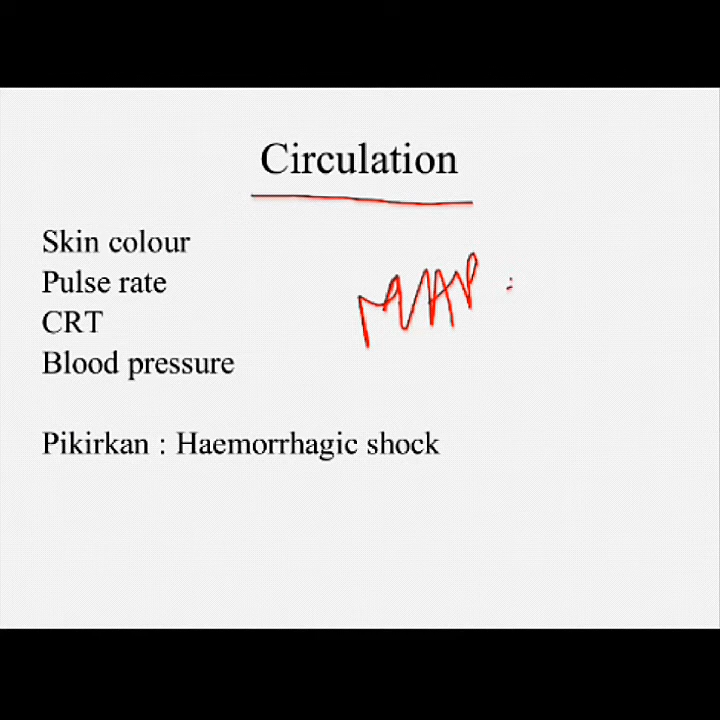 Circulation
Skin colour
Pulse rate
MAP :
CRT
Blood pressure
Pikirkan : Haemorrhagic shock